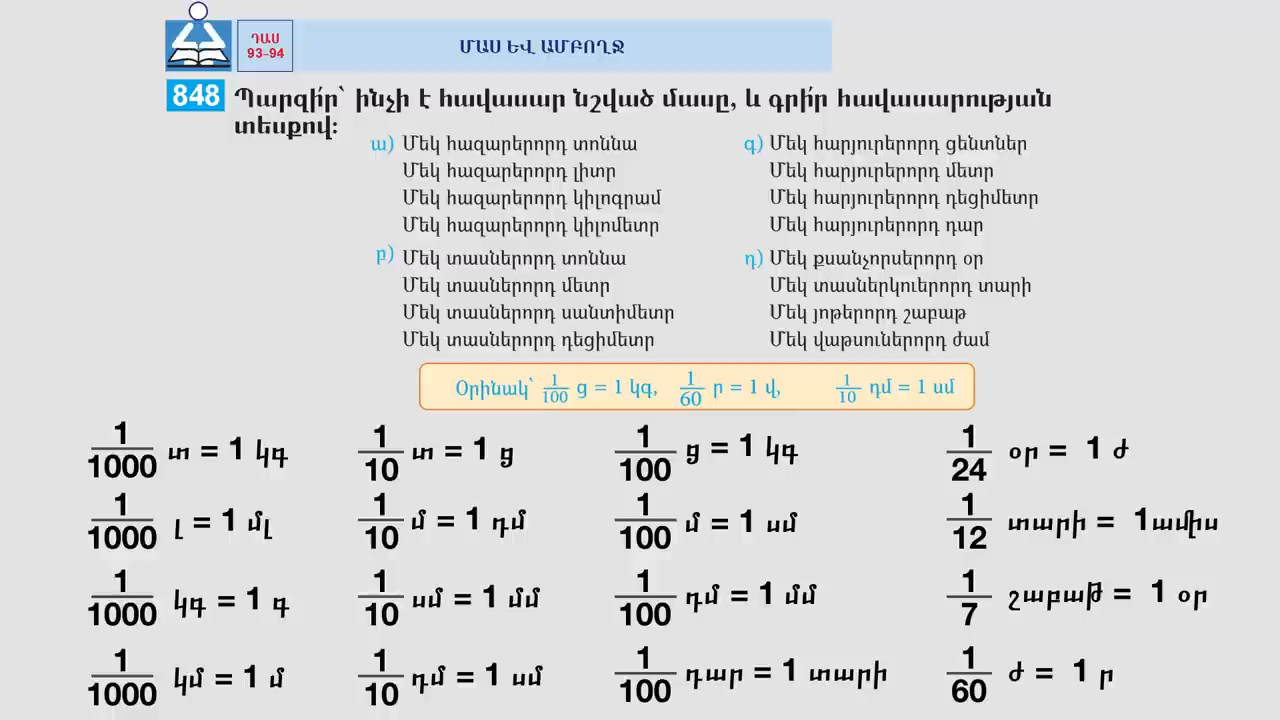 ԴԱՍ
93-94
ՄԱՍ ԵՎ ԱՄԲՈՂՋ
848 Պարզի՛ր՝ ինչի է հավասար նշված մասը, և գրի՛ր հավասարության
տեսքով:
ա) Մեկ հազարերորդ տոննա
Մեկ հազարերորդ լիտր
Մեկ հազարերորդ կիլոգրամ
Մեկ հազարերորդ կիլոմետր
բ) Մեկ տասներորդ տոննա
Մեկ տասներորդ մետր
Մեկ տասներորդ սանտիմետր
Մեկ տասներորդ դեցիմետր
գ) Մեկ հարյուրերորդ ցենտներ
Մեկ հարյուրերորդ մետր
Մեկ հարյուրերորդ դեցիմետր
Մեկ հարյուրերորդ դար
դ) Մեկ քսանչորսերորդ օր
Մեկ տասներկուերորդ տարի
Մեկ յոթերորդ շաբաթ
Մեկ վաթսուներորդ ժամ
Օրինակ՝ 1/100 ց = 1 կգ, 1/60 ր = 1 վ, 1/10 դմ = 1 սմ
1/1000 տ = 1 կգ 1/10 տ = 1 ց 1/100 ց = 1 կգ 1/24 օր = 1 ժ
1/1000 լ = 1 մլ 1/10 մ = 1 դմ 1/100 մ = 1 սմ 1/12 տարի = 1ամիս
1/1000 կգ = 1 գ 1/10 սմ = 1 մմ 1/100 դմ = 1 մմ 1/7 շաբաթ = 1 օր
1/1000 կմ = 1 մ 1/10 դմ = 1 սմ 1/100 դար = 1 տարի 1/60 ժ = 1 ր